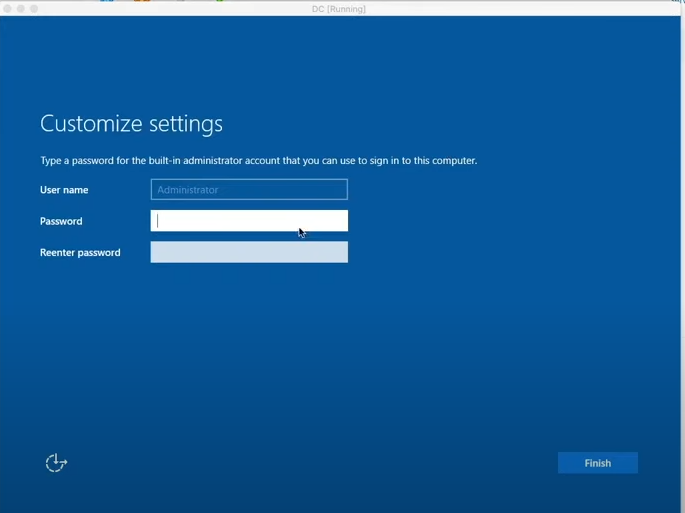 DC [Running]
Customize settings
Type a password for the built-in administrator account that you can use to sign in to this computer.
User name
Administrator
Password
Reenter password
Finish